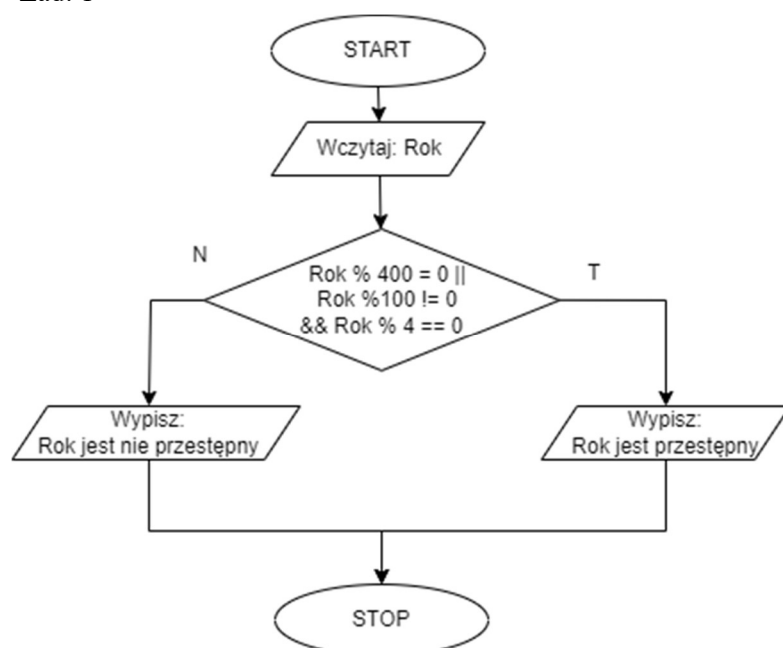 START
Wczytaj: Rok
N
T
Rok % 400 = 0 ||
Rok %100 != 0
&& Rok % 4 == 0
Wypisz:
Rok jest nie przestępny
Wypisz:
Rok jest przestępny
STOP